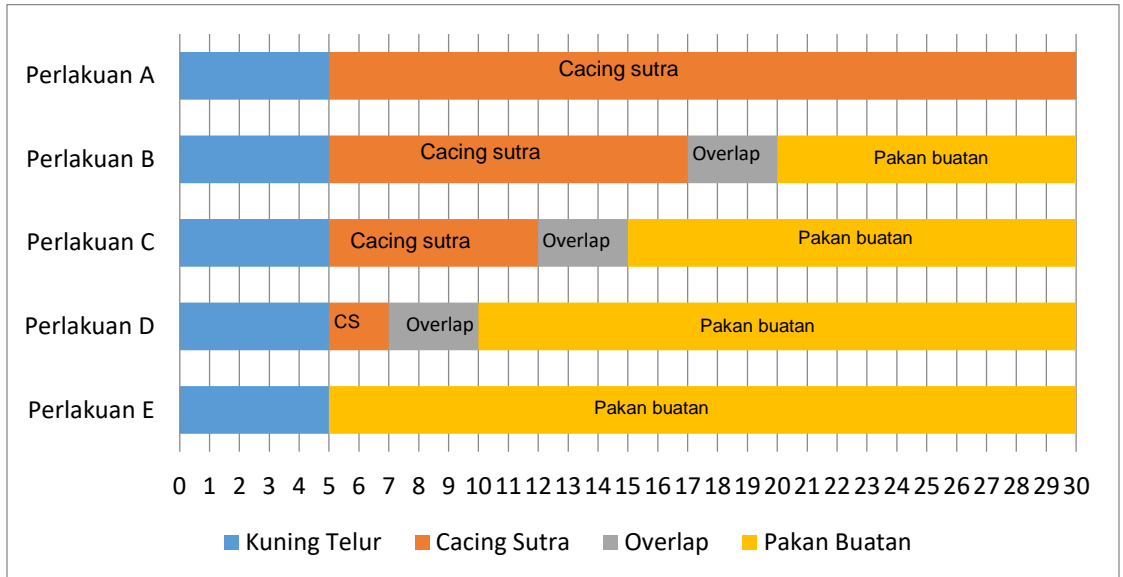 Perlakuan A
Cacing sutra
Perlakuan B
Cacing sutra
Overlap
Pakan buatan
Perlakuan C
Cacing sutra
Overlap
Pakan buatan
Perlakuan D
CS
Overlap
Pakan buatan
Perlakuan E
Pakan buatan
0 1 2 3 4 5 6 7 8 9 10 11 12 13 14 15 16 17 18 19 20 21 22 23 24 25 26 27 28 29 30
Kuning Telur Cacing Sutra Overlap Pakan Buatan